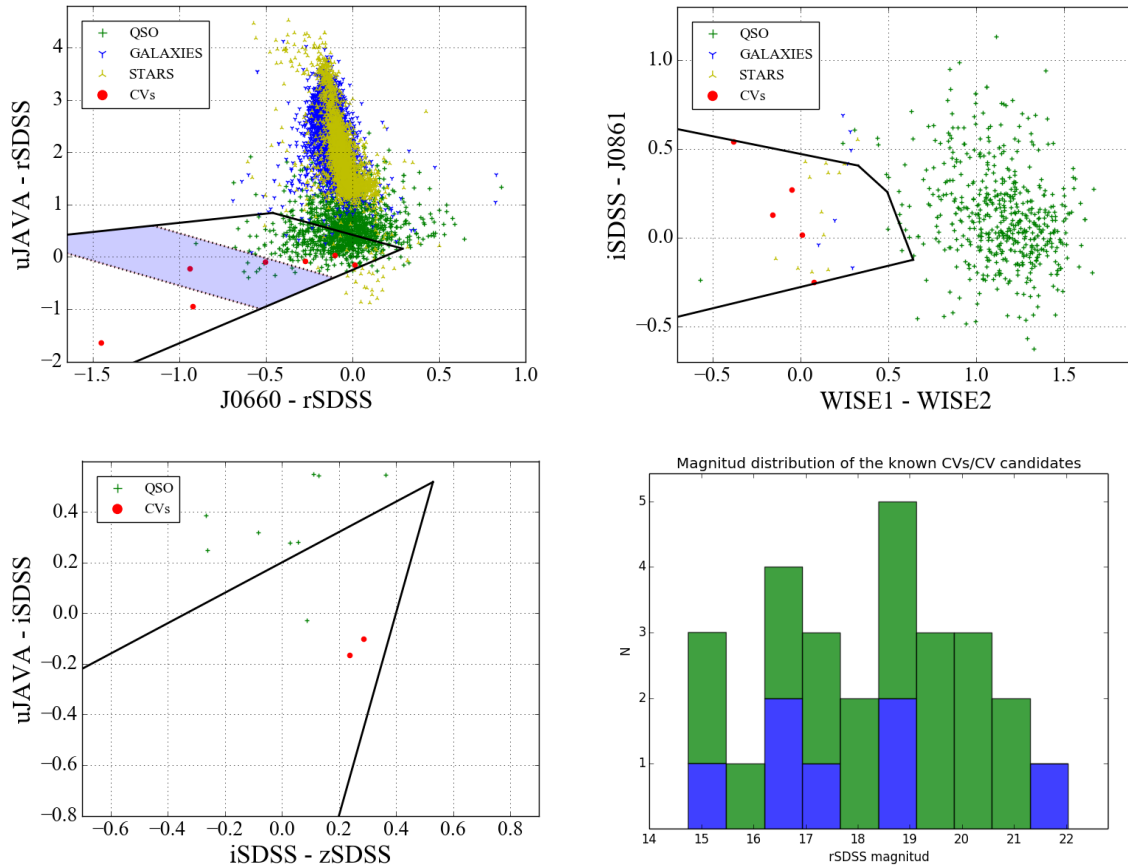 QSO
GALAXIES
STARS
CVs
uJAVA - rSDSS
4
3
2
1
0
−1
−2
−1.5 −1.0 −0.5 0.0 0.5 1.0
J0660 - rSDSS
QSO
GALAXIES
STARS
CVs
iSDSS - J0861
1.0
0.5
0.0
−0.5
−0.5 0.0 0.5 1.0 1.5
WISE1 - WISE2
QSO
CVs
uJAVA - iSDSS
0.4
0.2
0.0
−0.2
−0.4
−0.6
−0.8
−0.6 −0.4 −0.2 0.0 0.2 0.4 0.6 0.8
iSDSS - zSDSS
Magnitud distribution of the known CVs/CV candidates
N
5
4
3
2
1
14 15 16 17 18 19 20 21 22
rSDSS magnitud